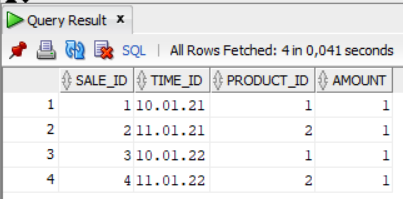 Query Result x
SQL | All Rows Fetched: 4 in 0,041 seconds
SALE_ID TIME_ID PRODUCT_ID AMOUNT
1 1 10.01.21 1 1
2 2 11.01.21 2 1
3 3 10.01.22 1 1
4 4 11.01.22 2 1